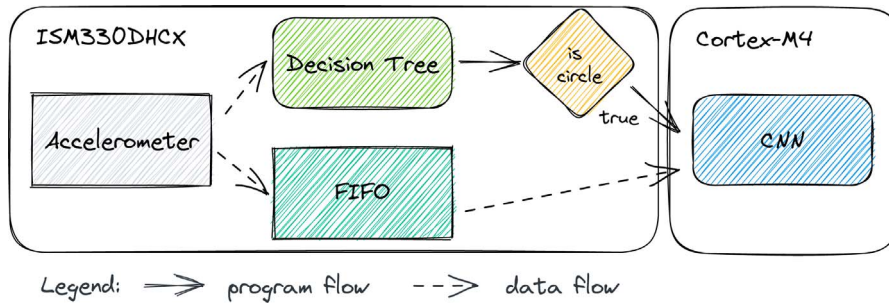 ISM330DHCX
Decision Tree
is
circle
true
Accelerometer
FIFO
Cortex-M4
CNN
Legend:
program flow
data flow